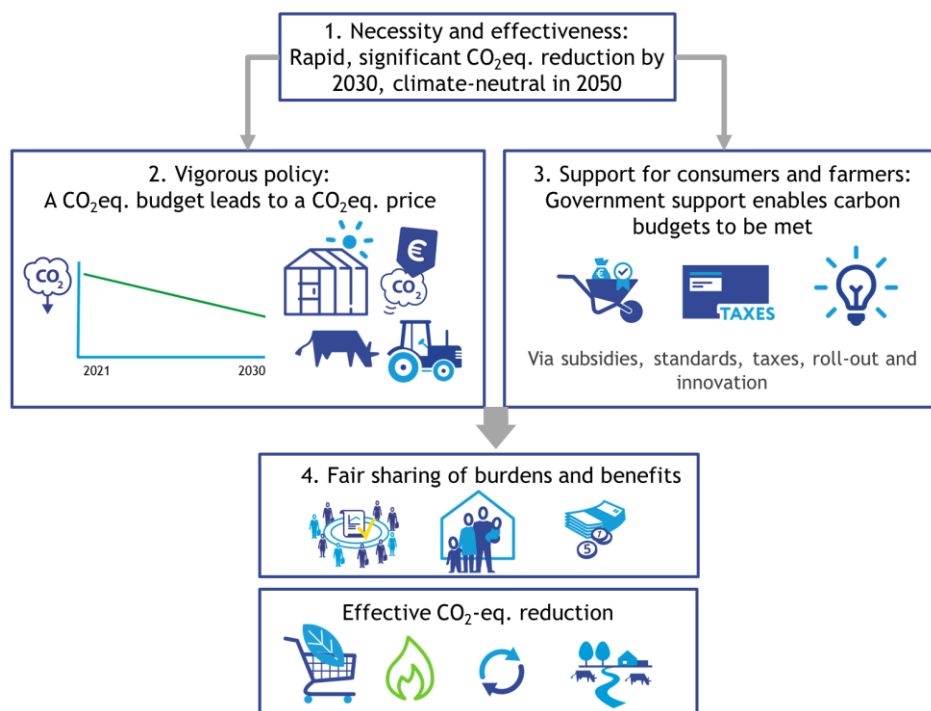 1. Necessity and effectiveness:
Rapid, significant CO₂eq. reduction by
2030, climate-neutral in 2050
2. Vigorous policy:
A CO₂eq. budget leads to a CO₂eq. price
CO₂
€
CO₂
2021
2030
3. Support for consumers and farmers:
Government support enables carbon
budgets to be met
€
TAXES
Via subsidies, standards, taxes, roll-out and
innovation
4. Fair sharing of burdens and benefits
1
5
Effective CO₂-eq. reduction